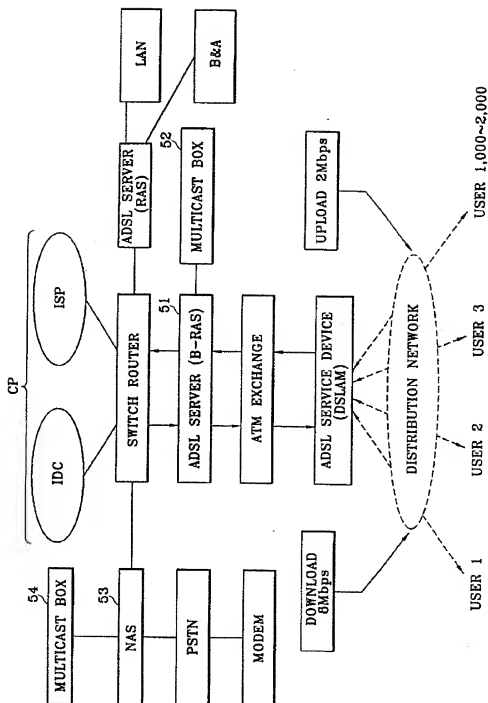 CP
IDC
ISP
MULTICAST BOX
54
NAS
53
PSTN
MODEM
SWITCH ROUTER
ADSL SERVER (B-RAS)
51
ATM EXCHANGE
ADSL SERVICE DEVICE
(DSLAM)
ADSL SERVER
(RAS)
LAN
B&A
MULTICAST BOX
52
DOWNLOAD
8Mbps
UPLOAD 2Mbps
DISTRIBUTION NETWORK
USER 1
USER 2
USER 3
USER 1,000~2,000